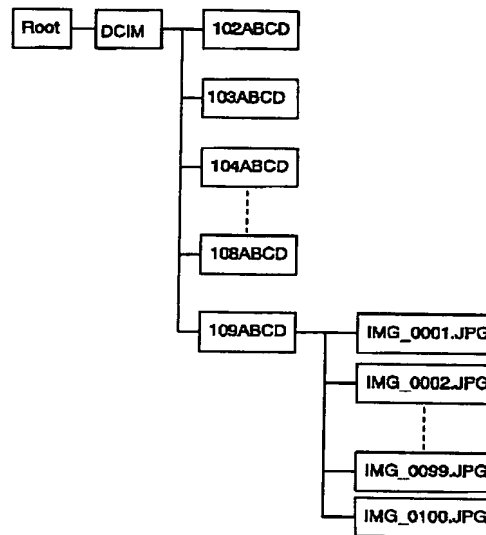 Root
DCIM
102ABCD
103ABCD
104ABCD
108ABCD
109ABCD
IMG_0001.JPG
IMG_0002.JPG
IMG_0099.JPG
IMG_0100.JPG